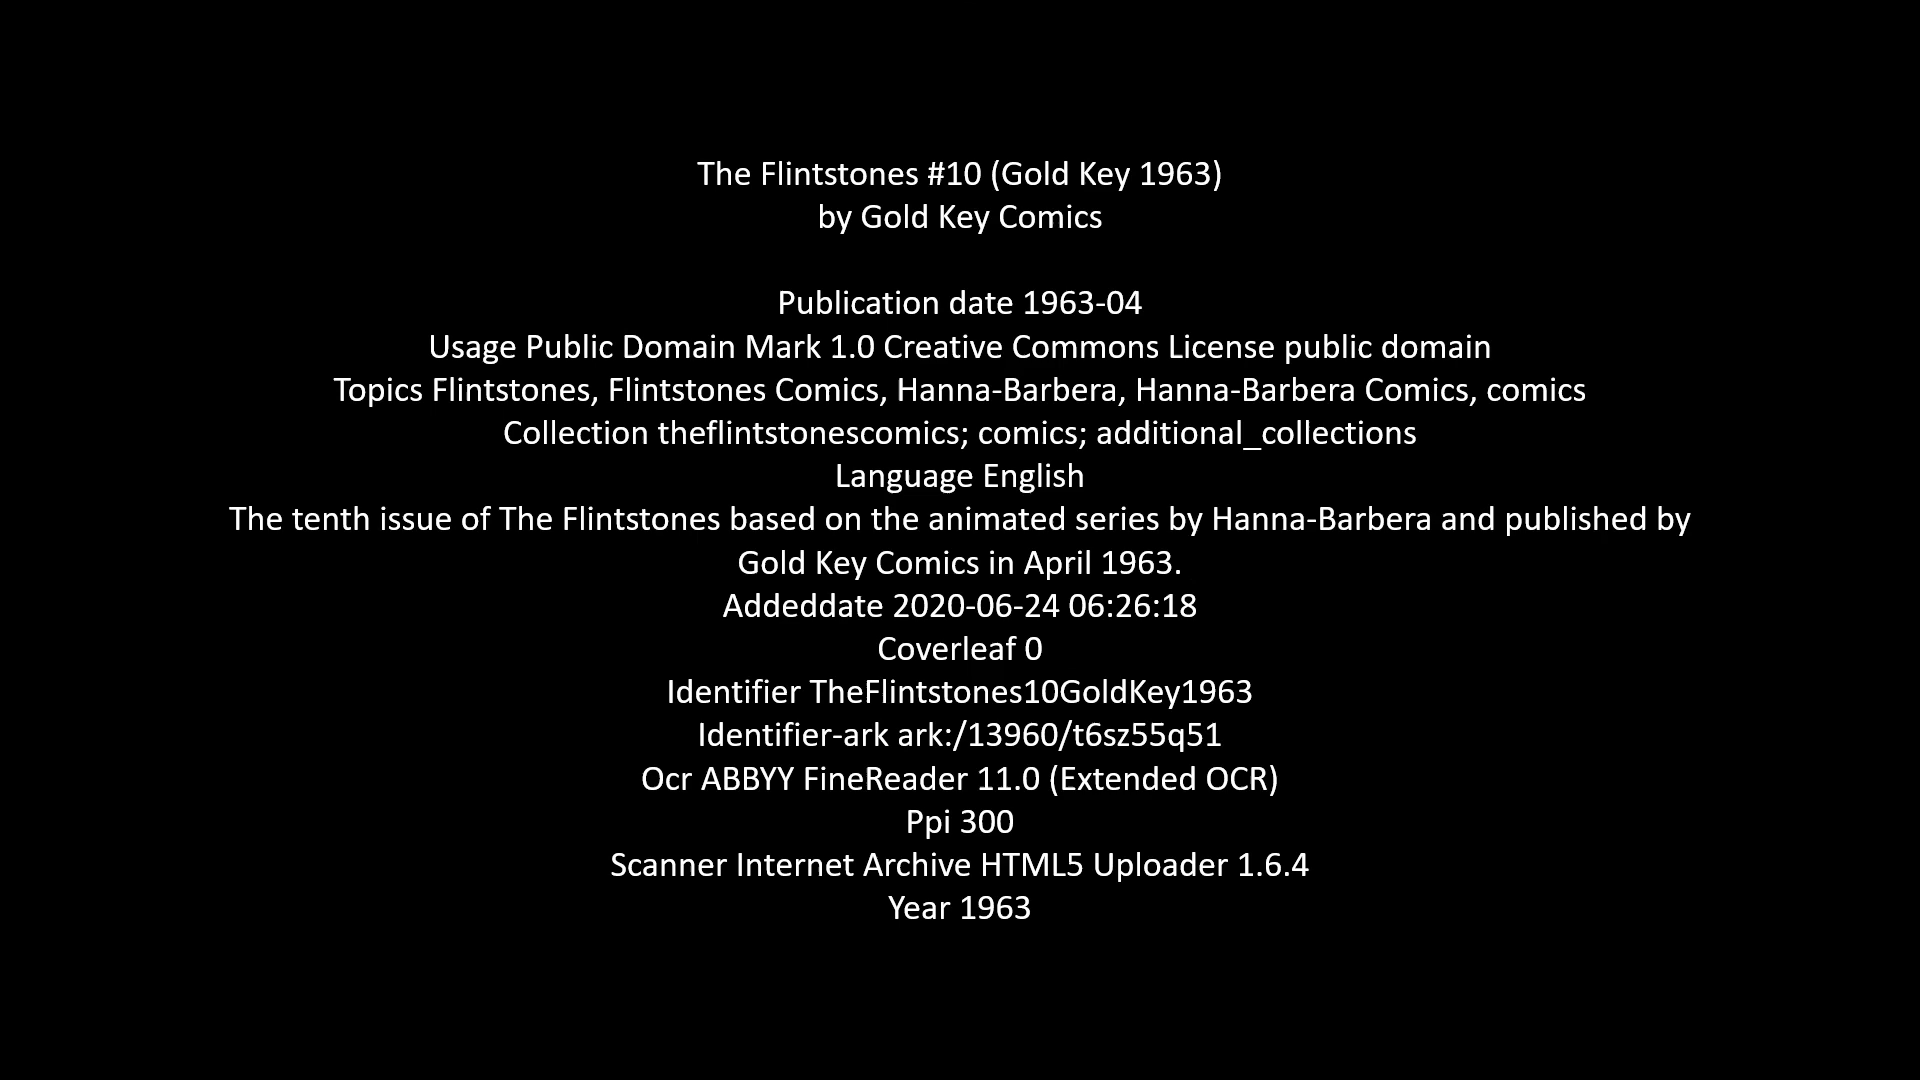 The Flintstones #10 (Gold Key 1963)
by Gold Key Comics
Publication date 1963-04
Usage Public Domain Mark 1.0 Creative Commons License public domain
Topics Flintstones, Flintstones Comics, Hanna-Barbera, Hanna-Barbera Comics, comics
Collection theflintstonescomics; comics; additional_collections
Language English
The tenth issue of The Flintstones based on the animated series by Hanna-Barbera and published by
Gold Key Comics in April 1963.
Addeddate 2020-06-24 06:26:18
Coverleaf 0
Identifier TheFlintstones10GoldKey1963
Identifier-ark ark:/13960/t6sz55q51
Ocr ABBYY FineReader 11.0 (Extended OCR)
Ppi 300
Scanner Internet Archive HTML5 Uploader 1.6.4
Year 1963